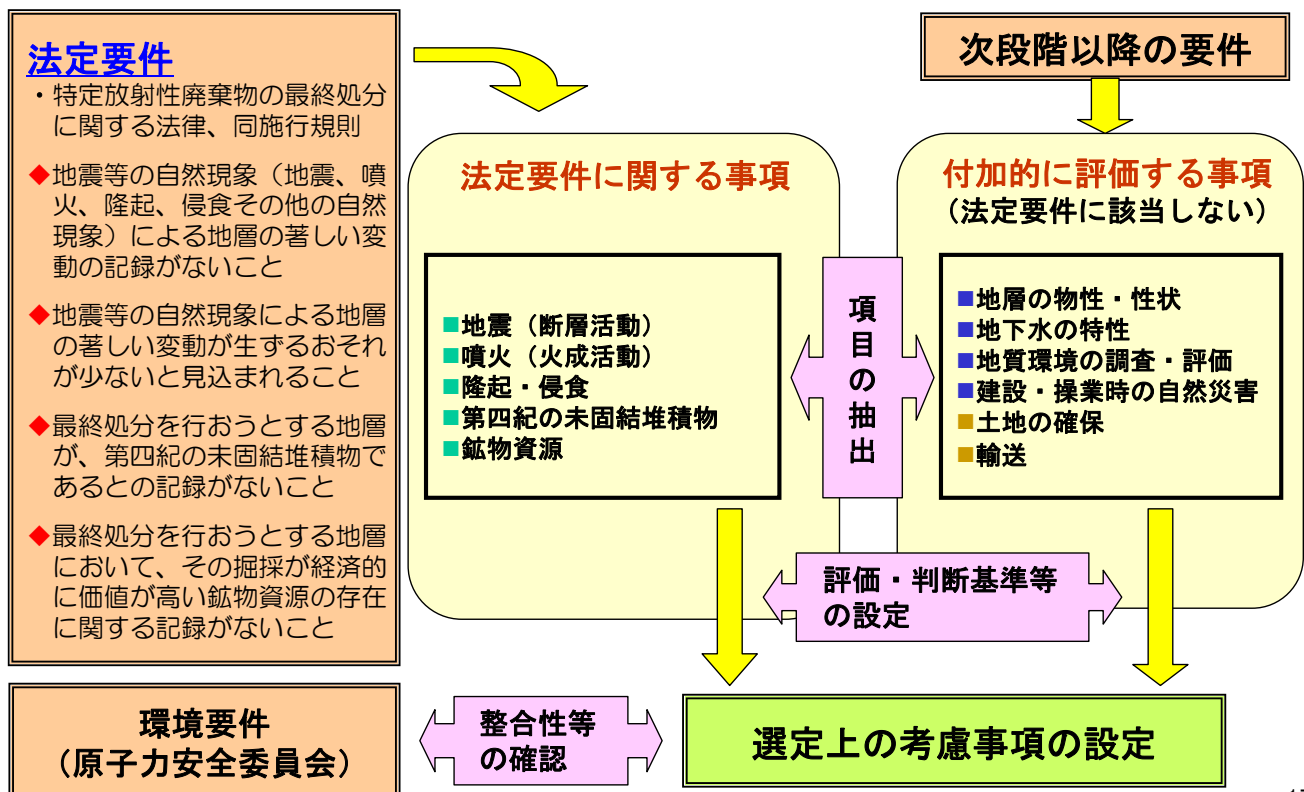 法定要件
・特定放射性廃棄物の最終処分
に関する法律、同施行規則
◆地震等の自然現象（地震、噴
火、隆起、侵食その他の自然
現象）による地層の著しい変
動の記録がないこと
◆地震等の自然現象による地層
の著しい変動が生ずるおそれ
が少ないと見込まれること
◆最終処分を行おうとする地層
が、第四紀の未固結堆積物で
あるとの記録がないこと
◆最終処分を行おうとする地層
において、その掘採が経済的
に価値が高い鉱物資源の存在
に関する記録がないこと
次段階以降の要件
法定要件に関する事項
■地震（断層活動）
■噴火（火成活動）
■隆起・侵食
■第四紀の未固結堆積物
■鉱物資源
項目の抽出
付加的に評価する事項
（法定要件に該当しない）
■地層の物性・性状
■地下水の特性
■地質環境の調査・評価
■建設・操業時の自然災害
■土地の確保
■輸送
評価・判断基準等
の設定
環境要件
（原子力安全委員会）
整合性等
の確認
選定上の考慮事項の設定